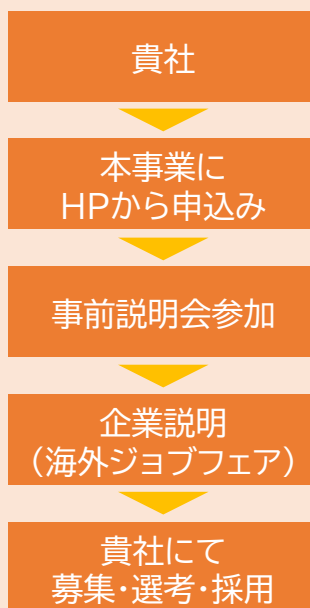 貴社
本事業に
HPから申込み
事前説明会参加
企業説明
（海外ジョブフェア）
貴社にて
募集・選考・採用